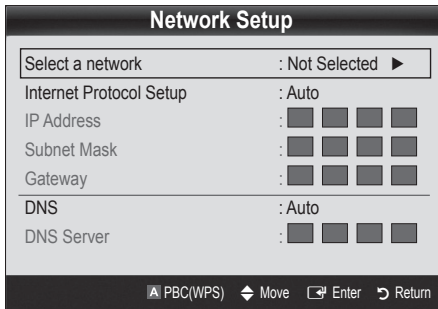 Network Setup
Select a network : Not Selected ▶
Internet Protocol Setup : Auto
IP Address :
Subnet Mask :
Gateway :
DNS : Auto
DNS Server :
A PBC(WPS) Move Enter Return